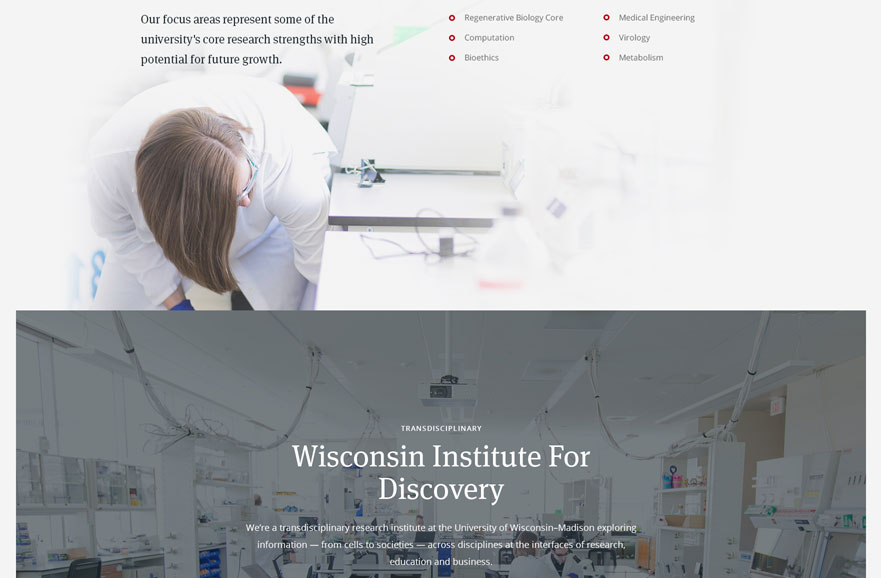 Our focus areas represent some of the
university's core research strengths with high
potential for future growth.
Regenerative Biology Core
Computation
Bioethics
Medical Engineering
Virology
Metabolism
TRANSDISCIPLINARY
Wisconsin Institute For
Discovery
We're a transdisciplinary research institute at the University of Wisconsin–Madison exploring
information — from cells to societies — across disciplines at the interfaces of research,
education and business.